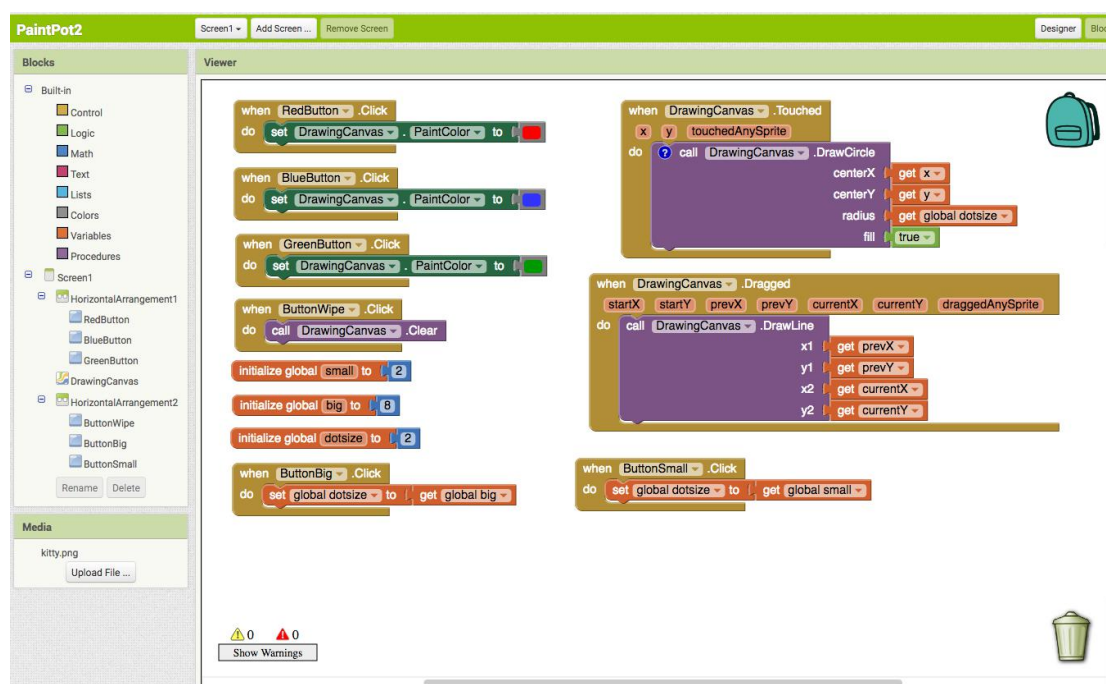 PaintPot2
Screen1 Add Screen ... Remove Screen Designer
Blocks
Viewer
Built-in
Control
Logic
Math
Text
Lists
Colors
Variables
Procedures
Screen1
HorizontalArrangement1
RedButton
BlueButton
GreenButton
DrawingCanvas
HorizontalArrangement2
ButtonWipe
ButtonBig
ButtonSmall
Rename Delete
Media
kitty.png
Upload File ...
when RedButton .Click
do set DrawingCanvas . PaintColor to
when BlueButton .Click
do set DrawingCanvas . PaintColor to
when GreenButton .Click
do set DrawingCanvas . PaintColor to
when ButtonWipe .Click
do call DrawingCanvas .Clear
initialize global small to 2
initialize global big to 8
initialize global dotsize to 2
when ButtonBig .Click
do set global dotsize to get global big
when DrawingCanvas .Touched
x y touchedAnySprite
do ? call DrawingCanvas .DrawCircle
centerX get x
centerY get y
radius get global dotsize
fill true
when DrawingCanvas .Dragged
startX startY prevX prevY currentX currentY draggedAnySprite
do call DrawingCanvas .DrawLine
x1 get prevX
y1 get prevY
x2 get currentX
y2 get currentY
when ButtonSmall .Click
do set global dotsize to get global small
0 0
Show Warnings